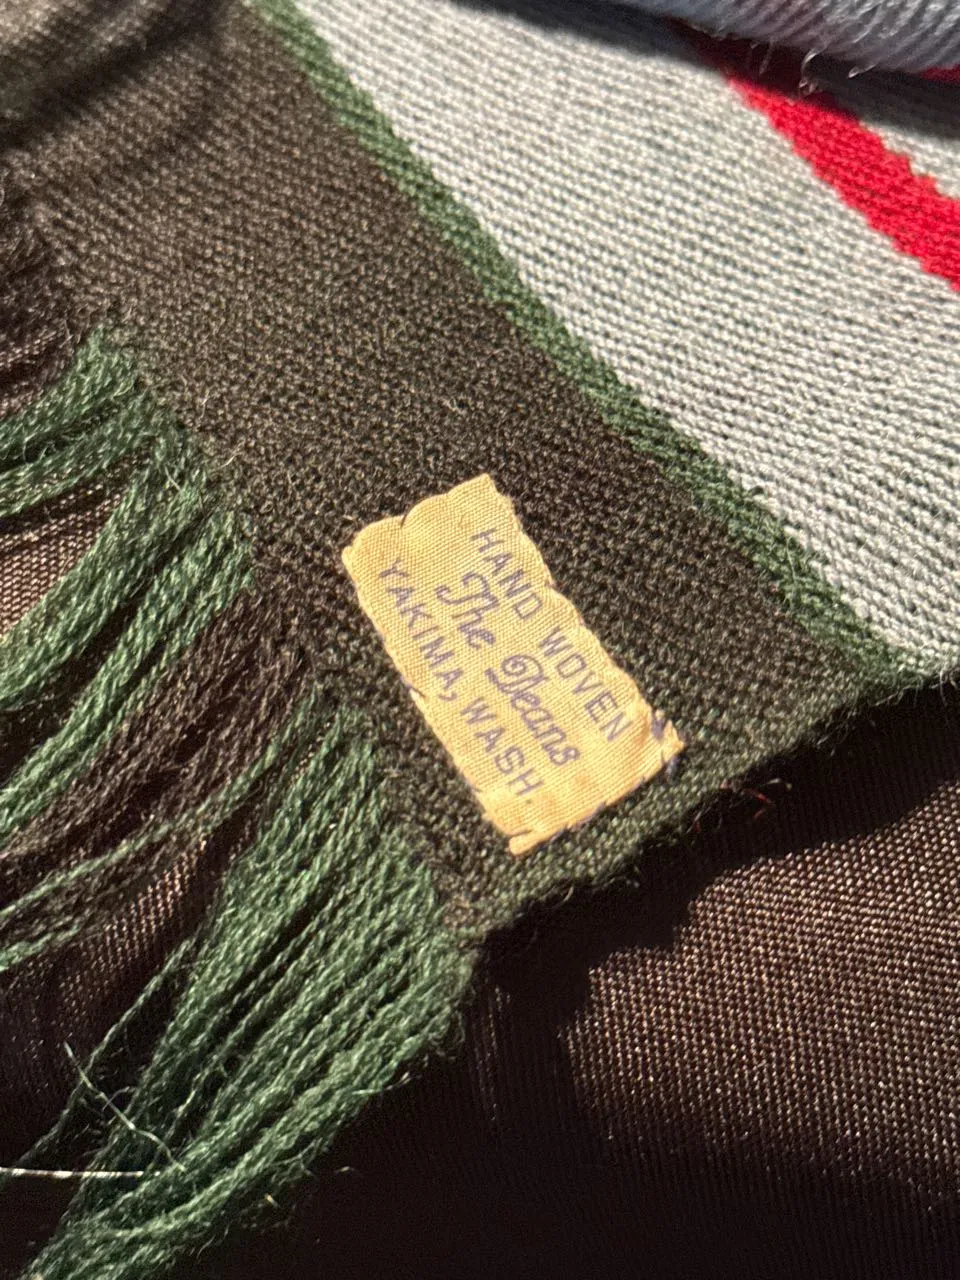 HAND WOVEN
The Deans
YAKIMA, WASH.